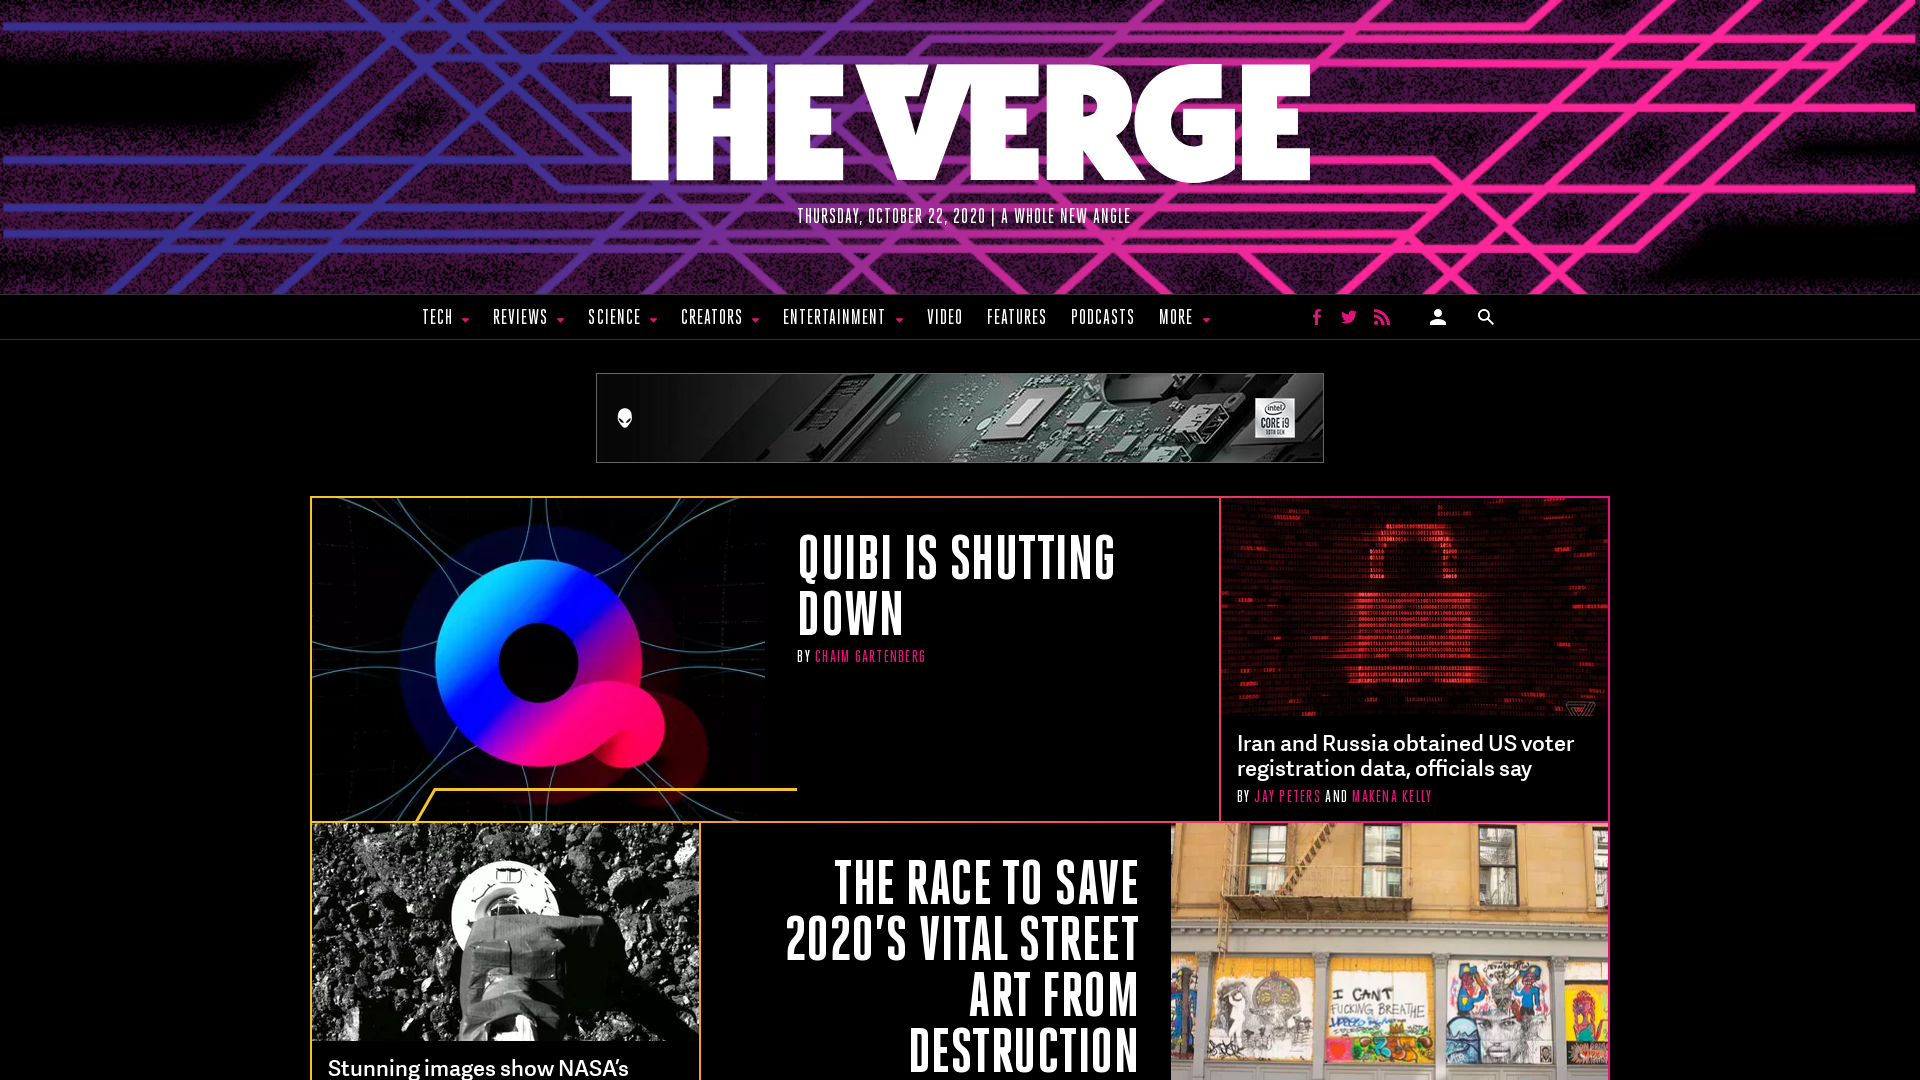 THE VERGE
THURSDAY, OCTOBER 22, 2020 | A WHOLE NEW ANGLE
TECH REVIEWS SCIENCE CREATORS ENTERTAINMENT VIDEO FEATURES PODCASTS MORE
intel
CORE i9
10TH GEN
QUIBI IS SHUTTING
DOWN
BY CHAIM GARTENBERG
Iran and Russia obtained US voter
registration data, officials say
BY JAY PETERS AND MAKENA KELLY
Stunning images show NASA's
THE RACE TO SAVE
2020'S VITAL STREET
ART FROM
DESTRUCTION
I CANT
FUCKING BREATHE